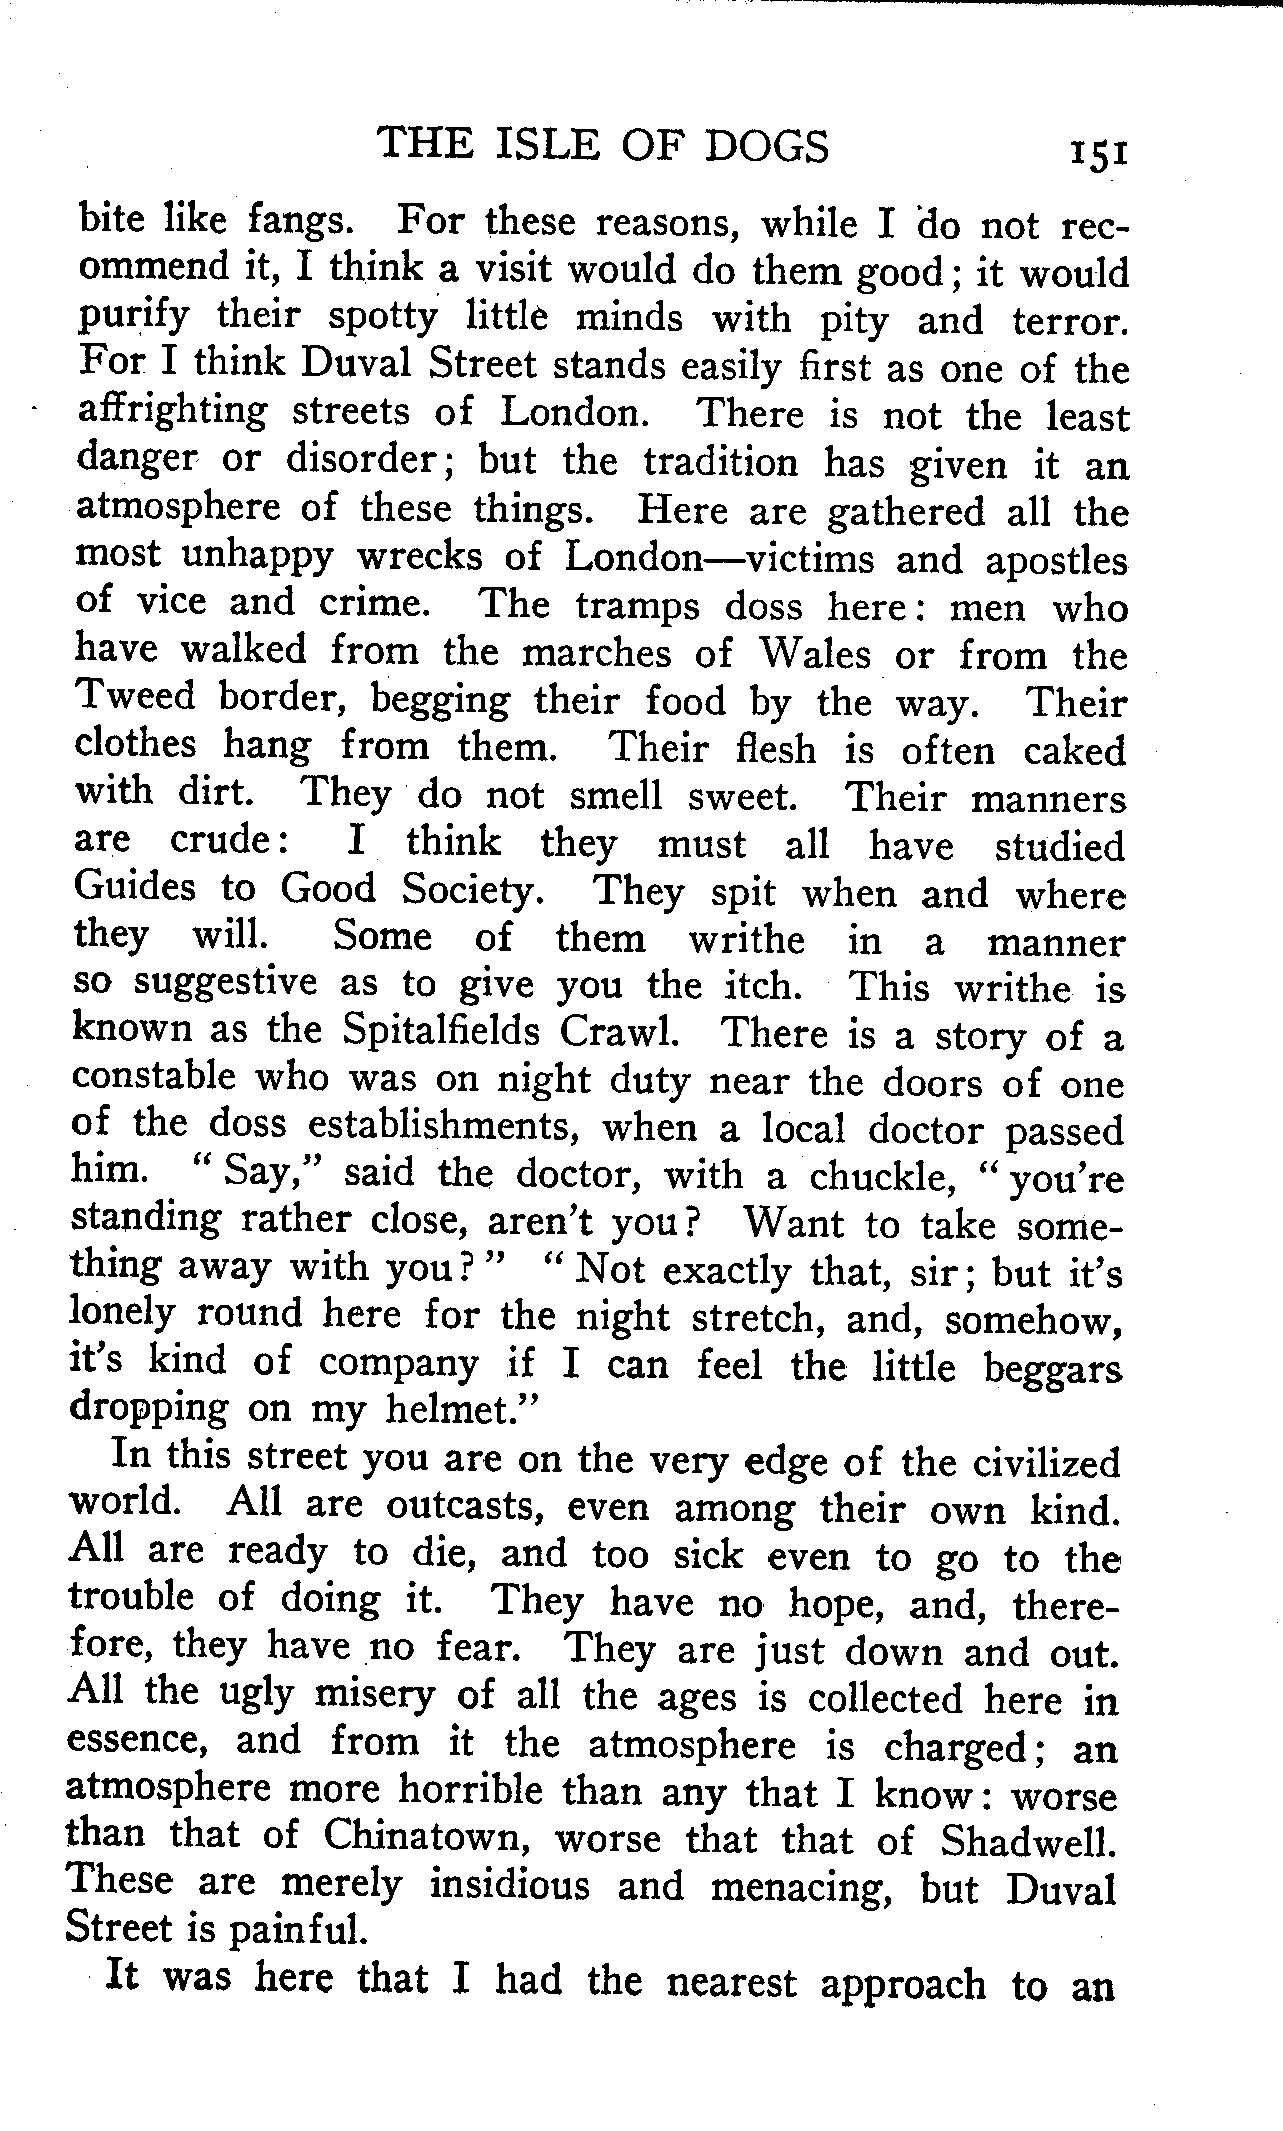 THE ISLE OF DOGS 151
bite like fangs. For these reasons, while I do not rec-
ommend it, I think a visit would do them good; it would
purify their spotty little minds with pity and terror.
For I think Duval Street stands easily first as one of the
affrighting streets of London. There is not the least
danger or disorder; but the tradition has given it an
atmosphere of these things. Here are gathered all the
most unhappy wrecks of London—victims and apostles
of vice and crime. The tramps doss here: men who
have walked from the marches of Wales or from the
Tweed border, begging their food by the way. Their
clothes hang from them. Their flesh is often caked
with dirt. They do not smell sweet. Their manners
are crude: I think they must all have studied
Guides to Good Society. They spit when and where
they will. Some of them writhe in a manner
so suggestive as to give you the itch. This writhe is
known as the Spitalfields Crawl. There is a story of a
constable who was on night duty near the doors of one
of the doss establishments, when a local doctor passed
him. "Say," said the doctor, with a chuckle, "you're
standing rather close, aren't you? Want to take some-
thing away with you?" "Not exactly that, sir; but it's
lonely round here for the night stretch, and, somehow,
it's kind of company if I can feel the little beggars
dropping on my helmet."
In this street you are on the very edge of the civilized
world. All are outcasts, even among their own kind.
All are ready to die, and too sick even to go to the
trouble of doing it. They have no hope, and, there-
fore, they have no fear. They are just down and out.
All the ugly misery of all the ages is collected here in
essence, and from it the atmosphere is charged; an
atmosphere more horrible than any that I know: worse
than that of Chinatown, worse that that of Shadwell.
These are merely insidious and menacing, but Duval
Street is painful.
It was here that I had the nearest approach to an